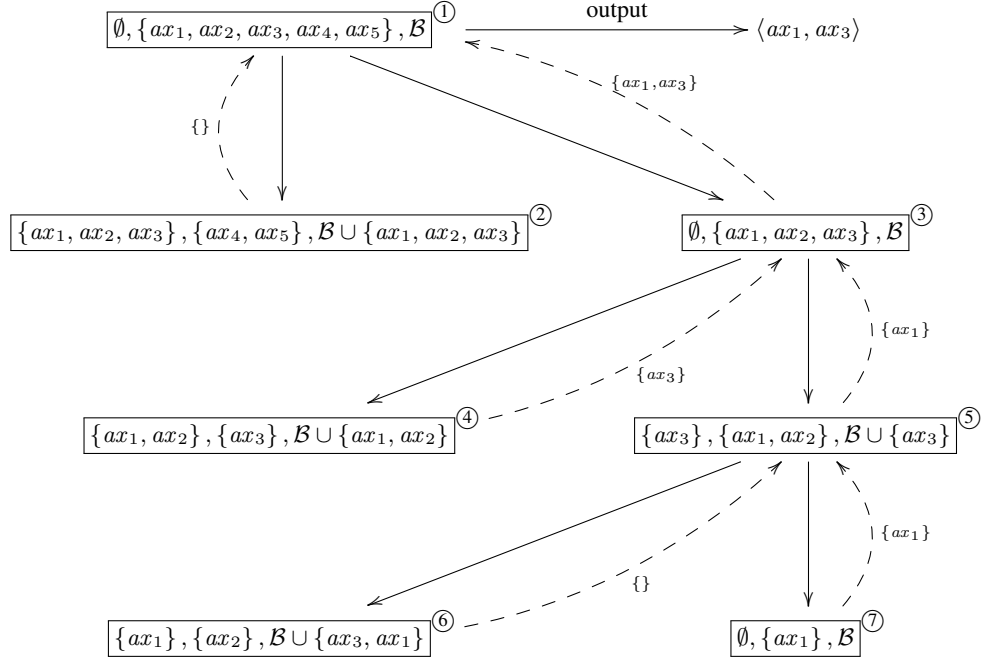 ∅, {ax₁, ax₂, ax₃, ax₄, ax₅}, ℬ ①
output
⟨ax₁, ax₃⟩
{ax₁,ax₃}
{}
{ax₁, ax₂, ax₃}, {ax₄, ax₅}, ℬ ∪ {ax₁, ax₂, ax₃} ②
∅, {ax₁, ax₂, ax₃}, ℬ ③
{ax₁}
{ax₃}
{ax₁, ax₂}, {ax₃}, ℬ ∪ {ax₁, ax₂} ④
{ax₃}, {ax₁, ax₂}, ℬ ∪ {ax₃} ⑤
{ax₁}
{}
{ax₁}, {ax₂}, ℬ ∪ {ax₃, ax₁} ⑥
∅, {ax₁}, ℬ ⑦